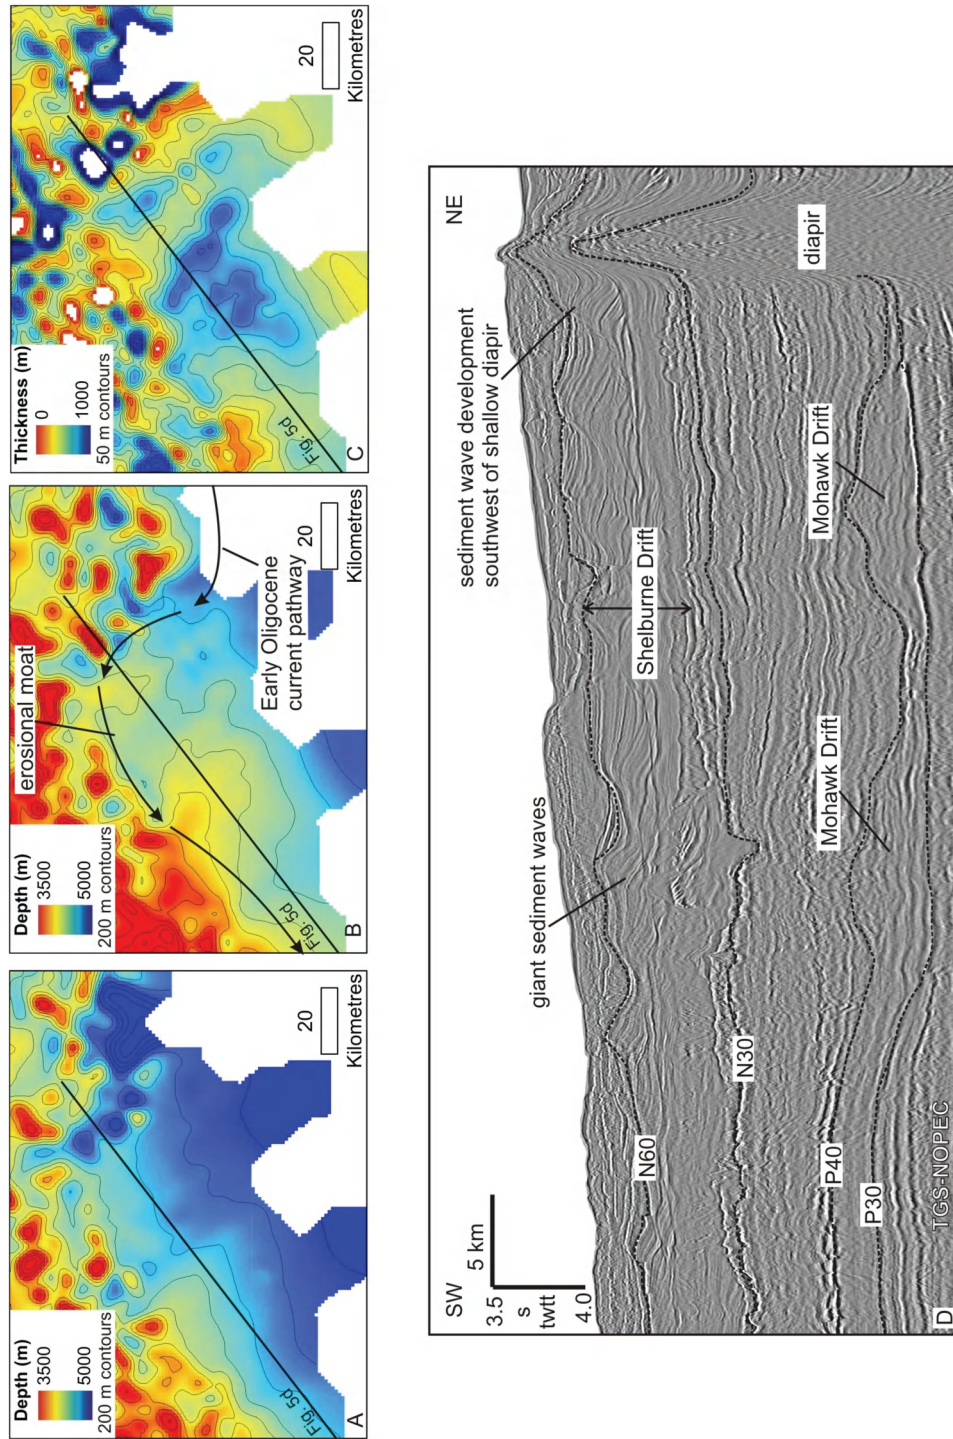 Depth (m)
3500
5000
200 m contours
20
Kilometres
Fig. 5d
A
Depth (m)
3500
5000
200 m contours
erosional moat
Early Oligocene
current pathway
20
Kilometres
Fig. 5d
B
Thickness (m)
0
1000
50 m contours
20
Kilometres
Fig. 5d
C
SW
NE
5 km
3.5
s
twtt
4.0
giant sediment waves
sediment wave development
southwest of shallow diapir
N60
Shelburne Drift
N30
diapir
P40
Mohawk Drift
Mohawk Drift
P30
TGS-NOPEC
D